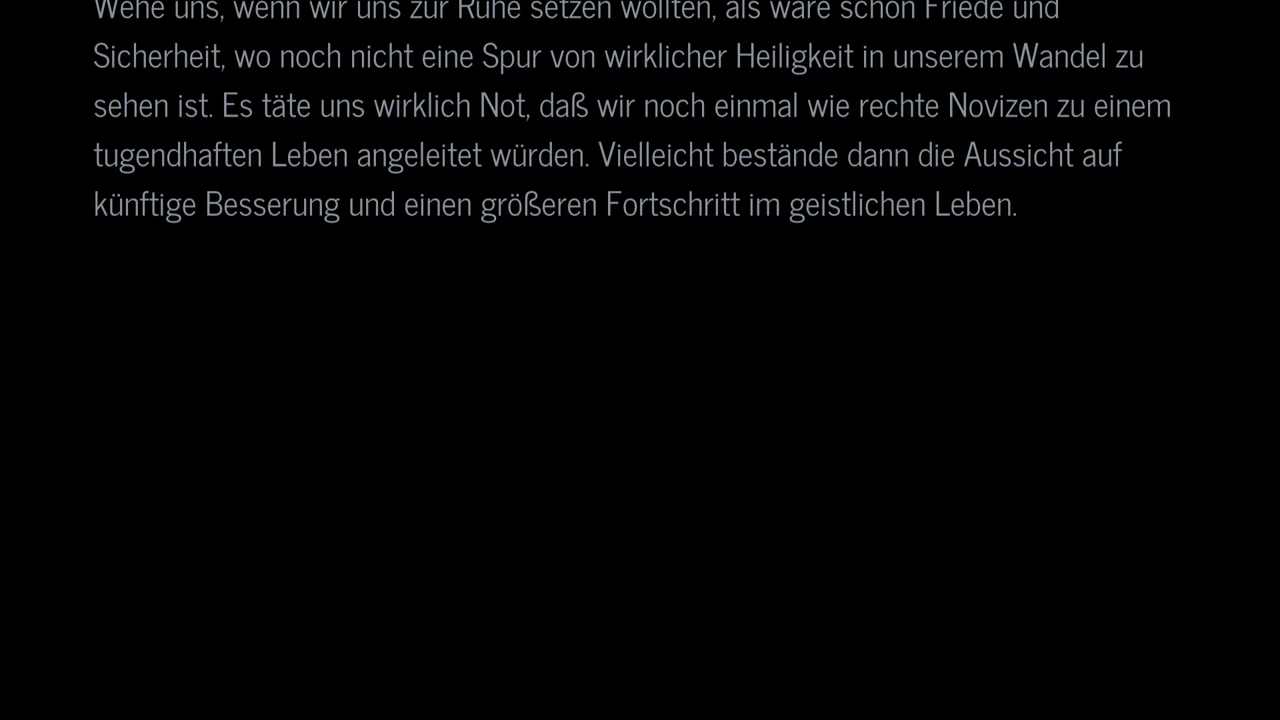 Wehe uns, wenn wir uns zur Ruhe setzen wollten, als wäre schon Friede und
Sicherheit, wo noch nicht eine Spur von wirklicher Heiligkeit in unserem Wandel zu
sehen ist. Es täte uns wirklich Not, daß wir noch einmal wie rechte Novizen zu einem
tugendhaften Leben angeleitet würden. Vielleicht bestände dann die Aussicht auf
künftige Besserung und einen größeren Fortschritt im geistlichen Leben.